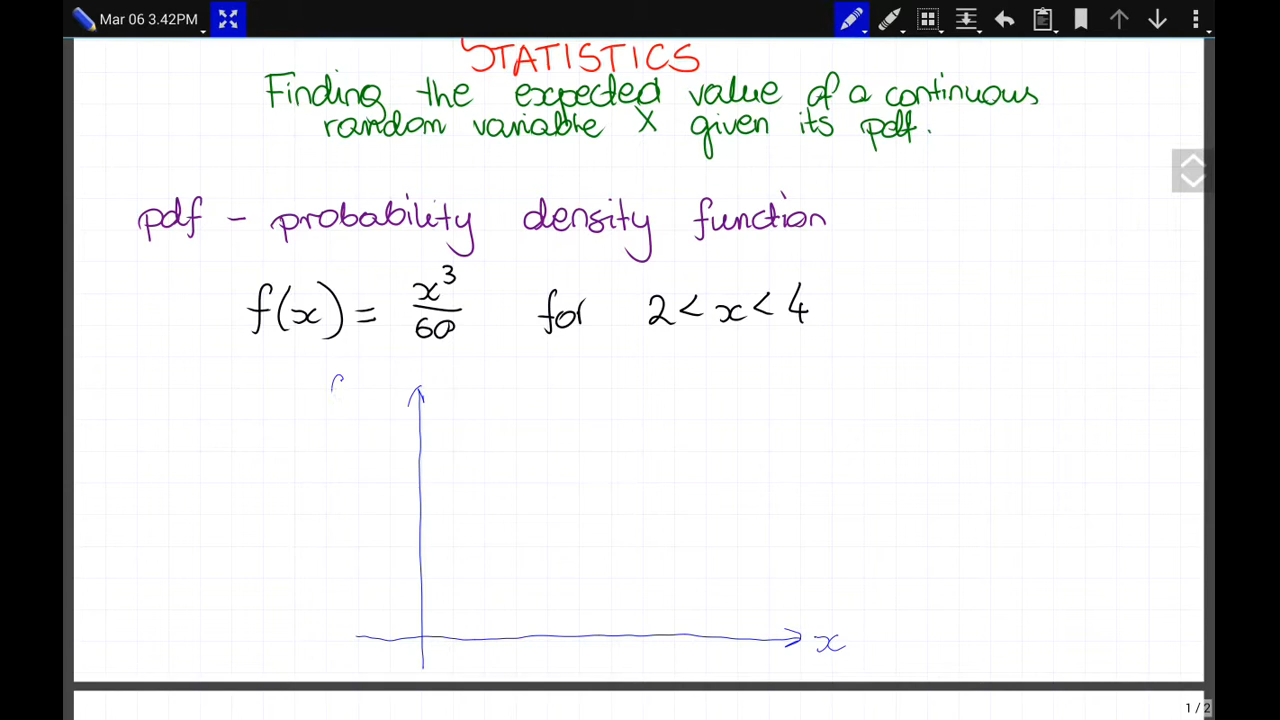 Mar 06 3.42PM
STATISTICS
Finding the expected value of a continuous
random variable X given its pdf.
pdf - probability density function
f(x) = x³/60 for 2 < x < 4
x
1 / 2